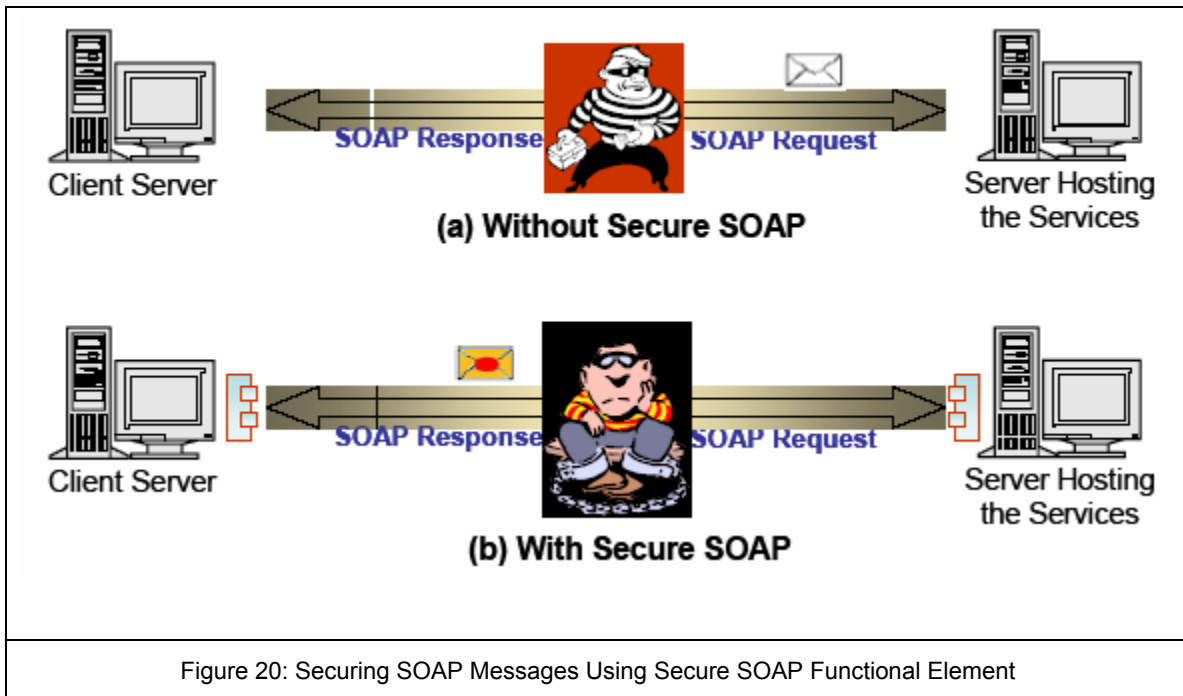 SOAP Response
SOAP Request
Client Server
Server Hosting
the Services
(a) Without Secure SOAP
SOAP Response
SOAP Request
Client Server
Server Hosting
the Services
(b) With Secure SOAP
Figure 20: Securing SOAP Messages Using Secure SOAP Functional Element